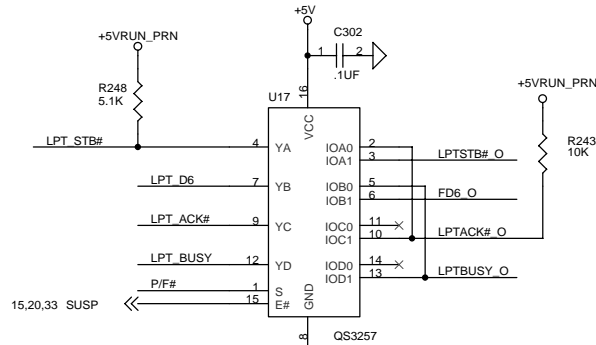 +5V
+5VRUN_PRN
C302
1 2
.1UF
+5VRUN_PRN
R248
5.1K
U17
16
VCC
R243
10K
LPT_STB#
4
YA
IOA0
2
IOA1
3
LPTSTB#_O
LPT_D6
7
YB
IOB0
5
IOB1
6
FD6_O
LPT_ACK#
9
YC
IOC0
11
IOC1
10
LPTACK#_O
LPT_BUSY
12
YD
IOD0
14
IOD1
13
LPTBUSY_O
P/F#
1
S
15,20,33 SUSP
15
E#
GND
8
QS3257